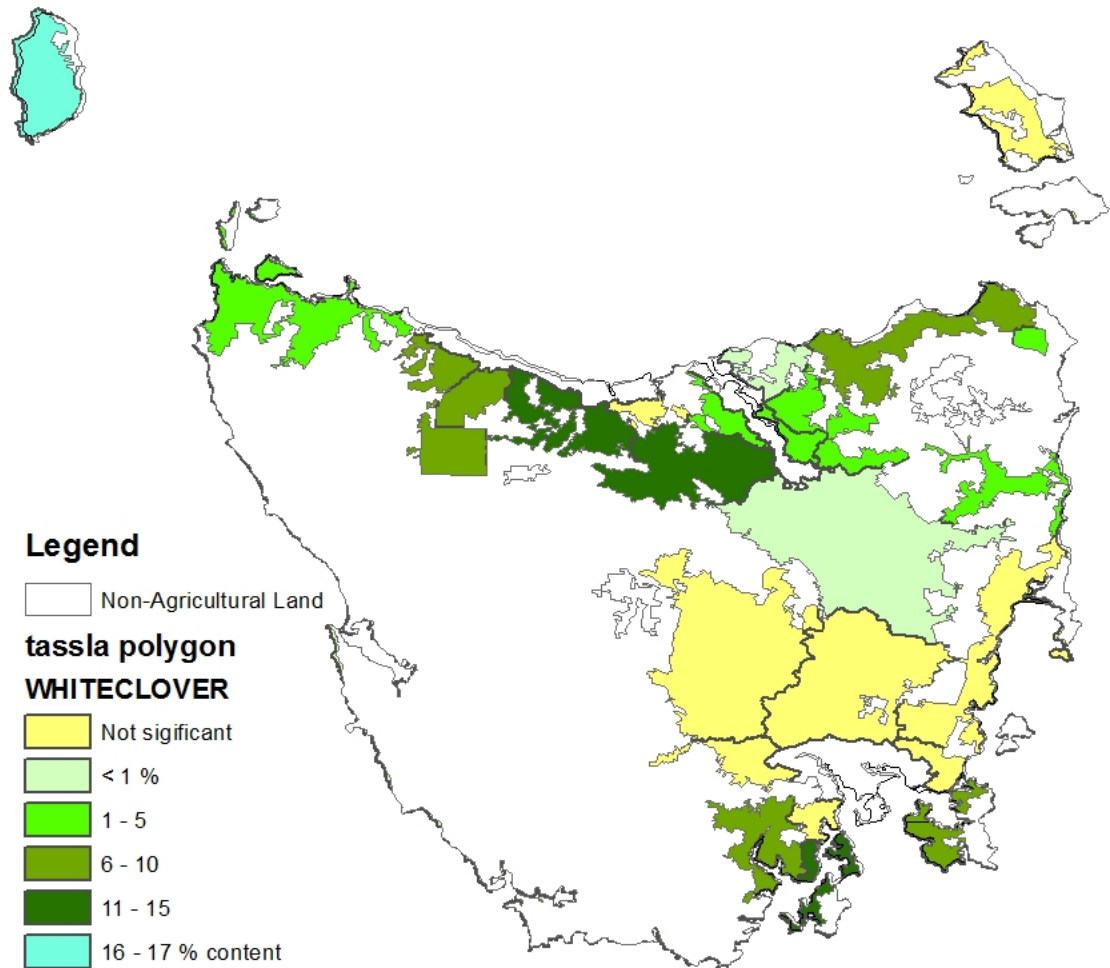 Legend
Non-Agricultural Land
tassla polygon
WHITECLOVER
Not sigificant
< 1 %
1 - 5
6 - 10
11 - 15
16 - 17 % content